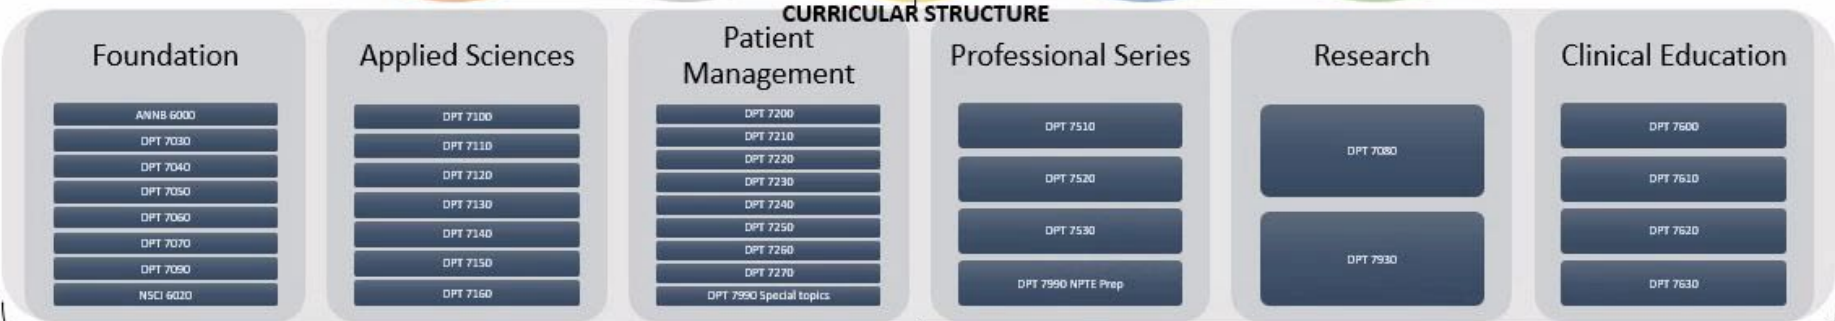 CURRICULAR STRUCTURE
Foundation
ANNB 6000
DPT 7030
DPT 7040
DPT 7050
DPT 7060
DPT 7070
DPT 7090
NSCI 6020
Applied Sciences
DPT 7100
DPT 7110
DPT 7120
DPT 7130
DPT 7140
DPT 7150
DPT 7160
Patient
Management
DPT 7200
DPT 7210
DPT 7220
DPT 7230
DPT 7240
DPT 7250
DPT 7260
DPT 7270
DPT 7990 Special topics
Professional Series
DPT 7510
DPT 7520
DPT 7530
DPT 7990 NPTE Prep
Research
DPT 7080
DPT 7930
Clinical Education
DPT 7600
DPT 7610
DPT 7620
DPT 7630